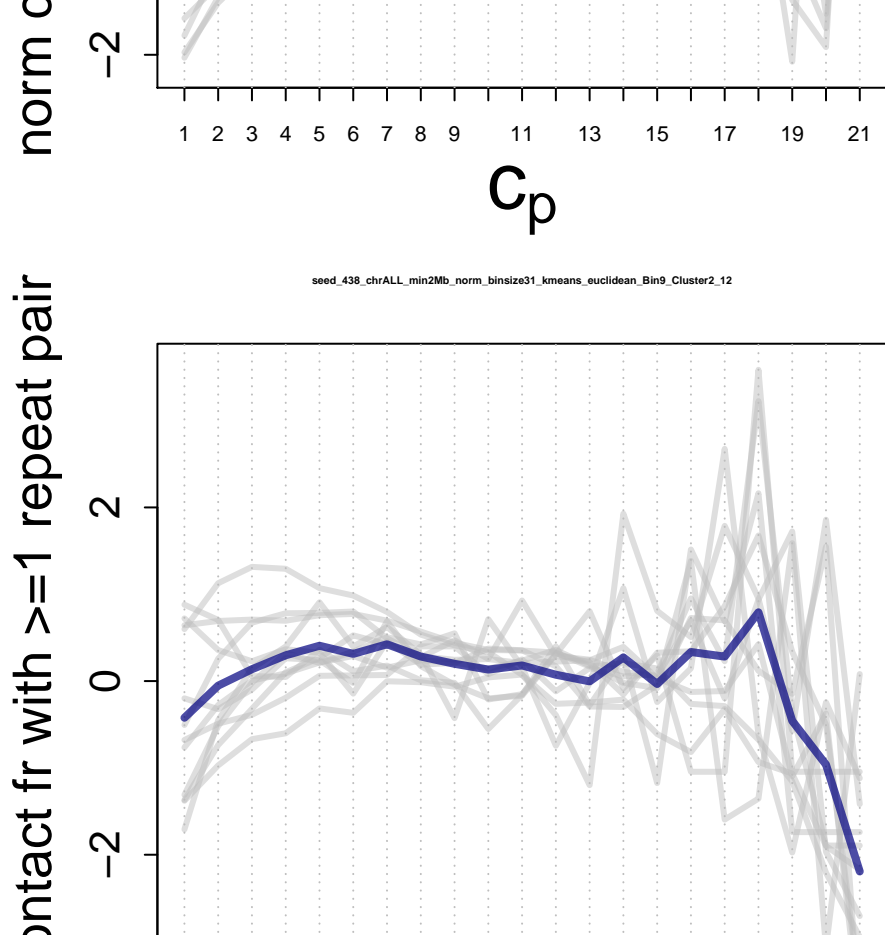 norm
−2
1 2 3 4 5 6 7 8 9 11 13 15 17 19 21
cp
seed_438_chrALL_min2Mb_norm_binsize31_kmeans_euclidean_Bin9_Cluster2_12
ontact fr with >=1 repeat pair
2
0
−2